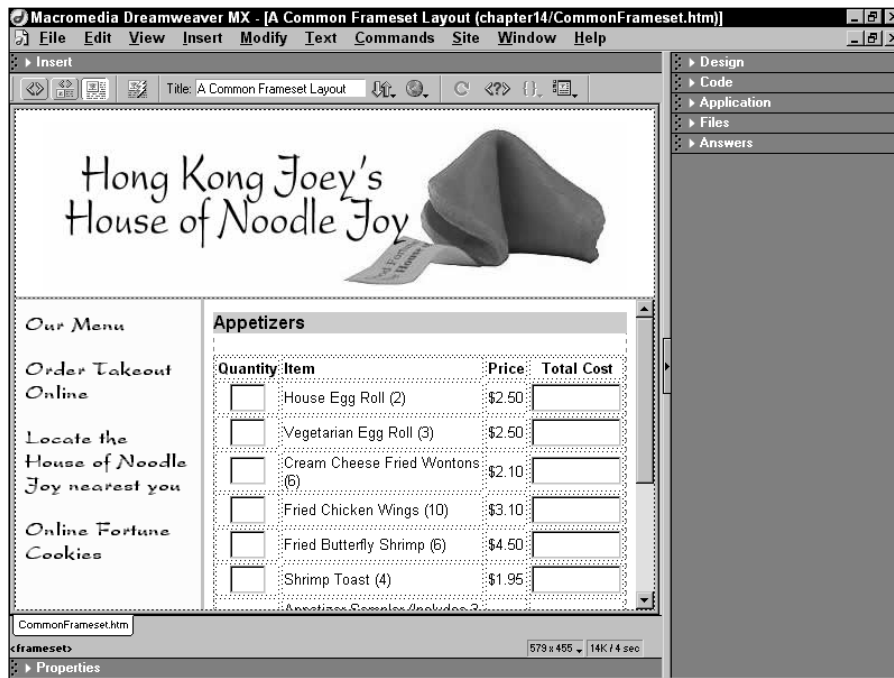 Macromedia Dreamweaver MX - [A Common Frameset Layout (chapter14/CommonFrameset.htm)]
File Edit View Insert Modify Text Commands Site Window Help
Insert
Title: A Common Frameset Layout
Design
Code
Application
Files
Answers
Hong Kong Joey's
House of Noodle Joy
Good Fortune
House
Our Menu
Order Takeout
Online
Locate the
House of Noodle
Joy nearest you
Online Fortune
Cookies
Appetizers
Quantity Item Price Total Cost
House Egg Roll (2) $2.50
Vegetarian Egg Roll (3) $2.50
Cream Cheese Fried Wontons
(6) $2.10
Fried Chicken Wings (10) $3.10
Fried Butterfly Shrimp (6) $4.50
Shrimp Toast (4) $1.95
CommonFrameset.htm
<frameset> 579 x 455 14K / 4 sec
Properties